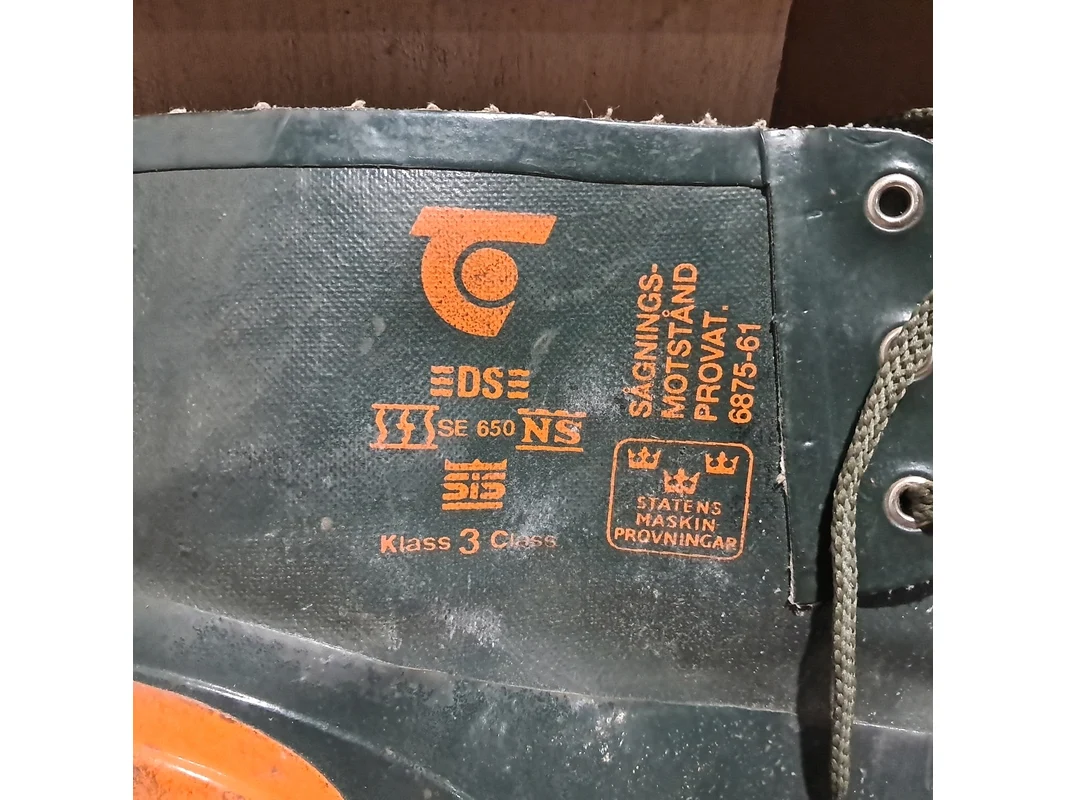 DS
SE 650 NS
SIS
Klass 3 Class
SÅGNINGS-
MOTSTÅND
PROVAT.
6875-61
STATENS
MASKIN
PROVNINGAR